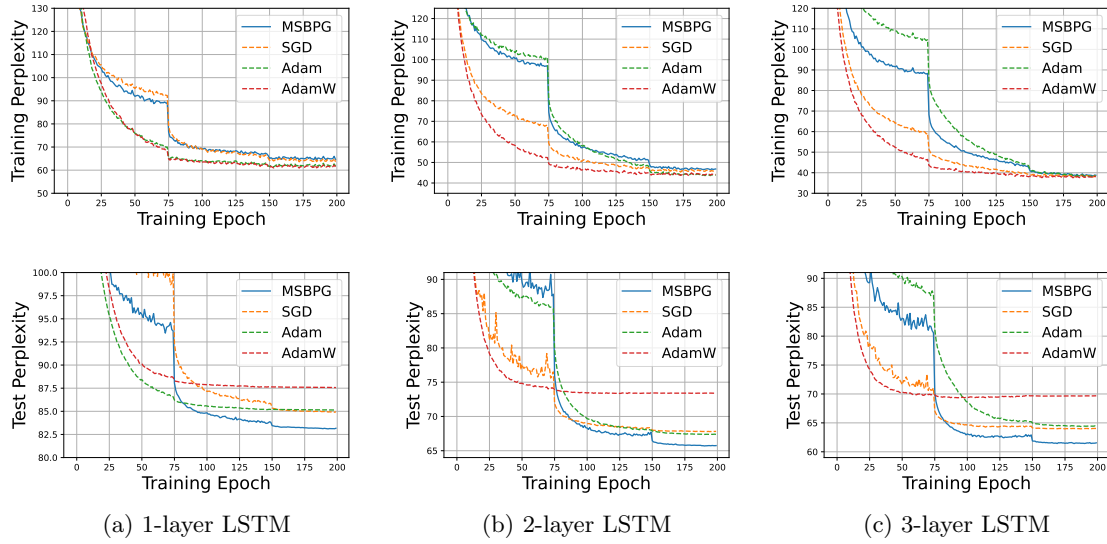 130
120
110
100
90
80
70
60
50
Training Perplexity
0 25 50 75 100 125 150 175 200
Training Epoch
MSBPG
SGD
Adam
AdamW
120
110
100
90
80
70
60
50
40
Training Perplexity
0 25 50 75 100 125 150 175 200
Training Epoch
MSBPG
SGD
Adam
AdamW
120
110
100
90
80
70
60
50
40
30
Training Perplexity
0 25 50 75 100 125 150 175 200
Training Epoch
MSBPG
SGD
Adam
AdamW
100.0
97.5
95.0
92.5
90.0
87.5
85.0
82.5
80.0
Test Perplexity
0 25 50 75 100 125 150 175 200
Training Epoch
MSBPG
SGD
Adam
AdamW
90
85
80
75
70
65
Test Perplexity
0 25 50 75 100 125 150 175 200
Training Epoch
MSBPG
SGD
Adam
AdamW
90
85
80
75
70
65
60
Test Perplexity
0 25 50 75 100 125 150 175 200
Training Epoch
MSBPG
SGD
Adam
AdamW
(a) 1-layer LSTM
(b) 2-layer LSTM
(c) 3-layer LSTM